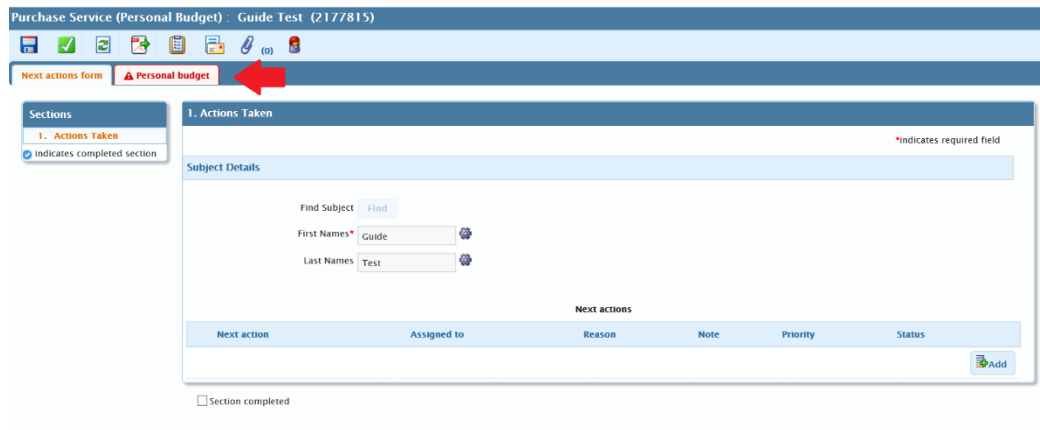 Purchase Service (Personal Budget) : Guide Test (2177815)
(0)
Next actions form
Personal budget
Sections
1. Actions Taken
indicates completed section
1. Actions Taken
*indicates required field
Subject Details
Find Subject Find
First Names* Guide
Last Names Test
Next actions
Next action Assigned to Reason Note Priority Status
Add
Section completed